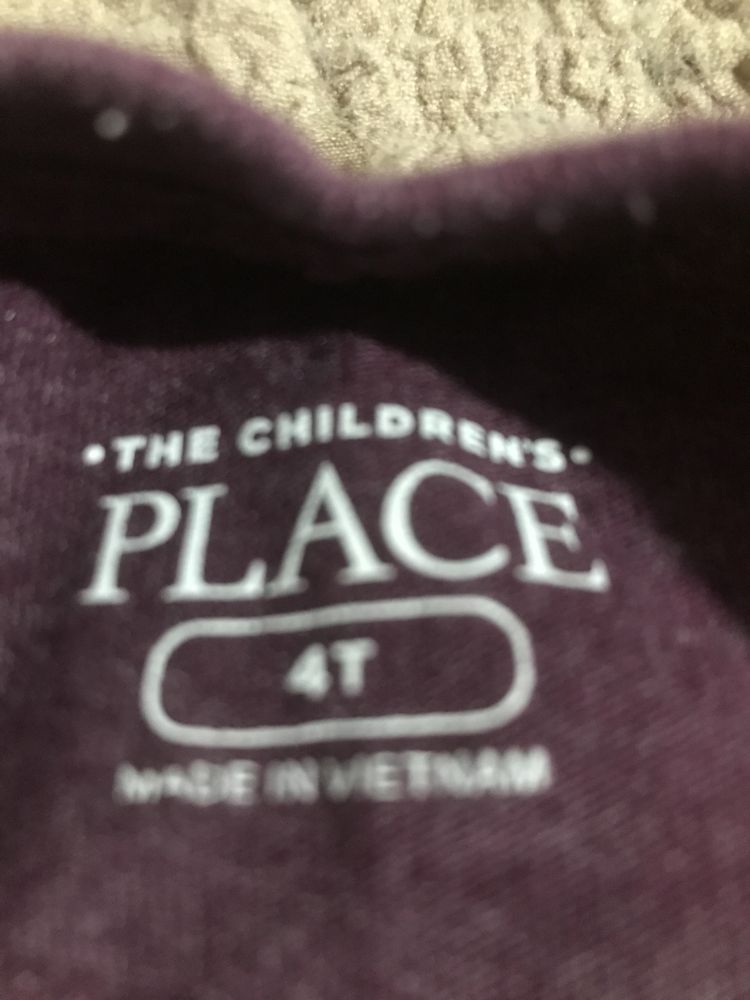 •THE CHILDREN'S•
PLACE
4T
MADE IN VIETNAM